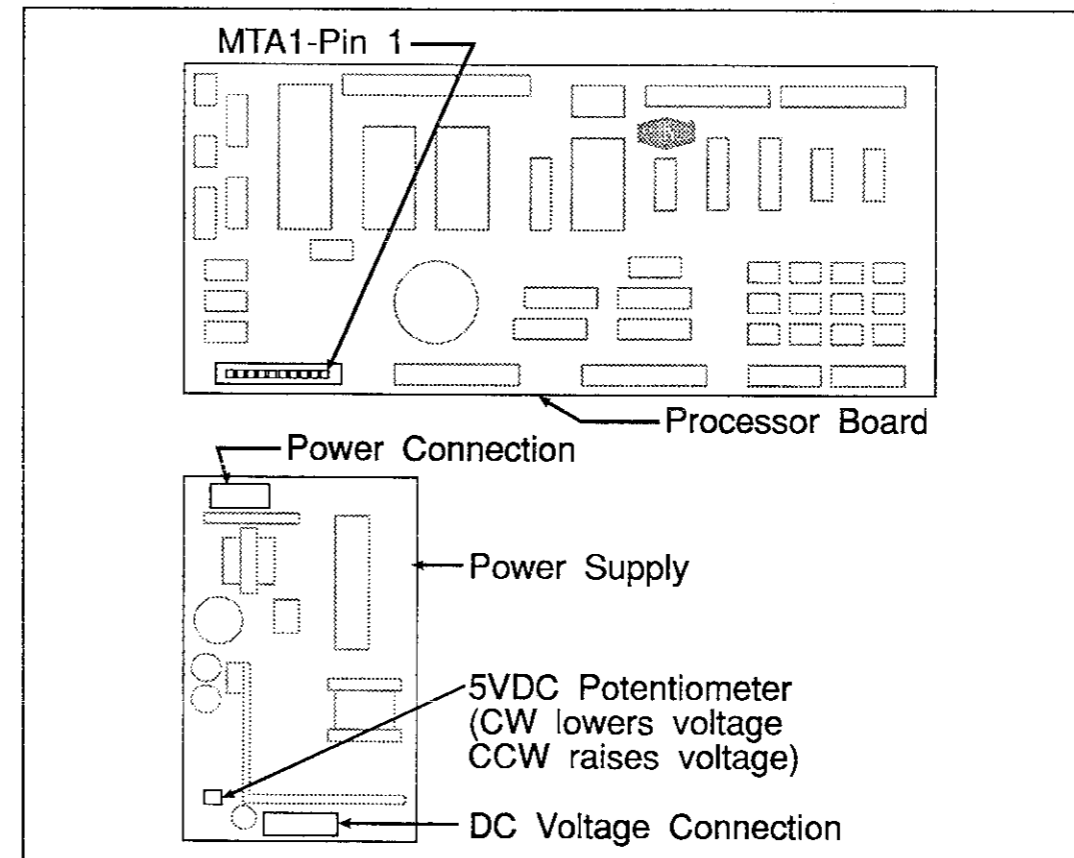 MTA1-Pin 1
Processor Board
Power Connection
Power Supply
5VDC Potentiometer
(CW lowers voltage
CCW raises voltage)
DC Voltage Connection